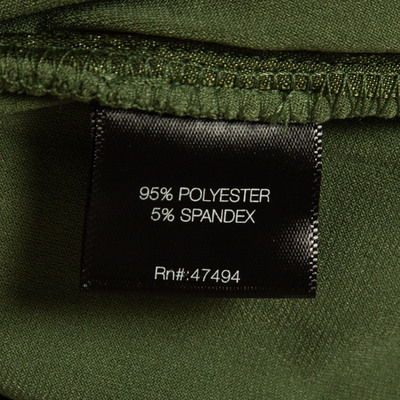 95% POLYESTER
5% SPANDEX
Rn#:47494